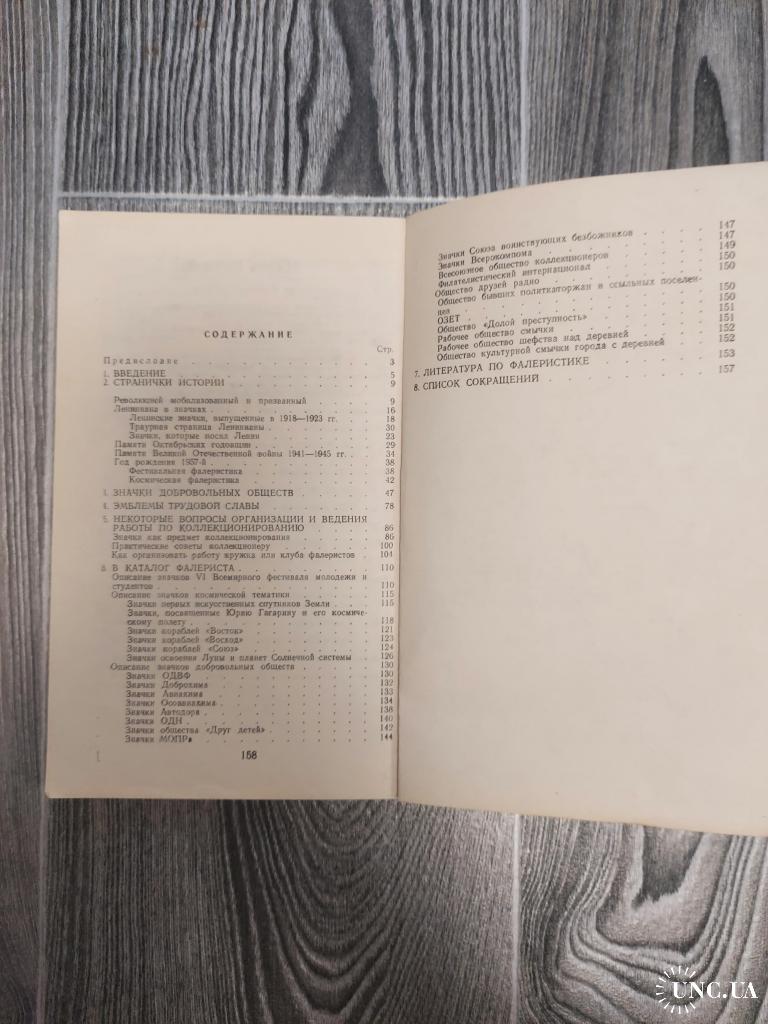 СОДЕРЖАНИЕ
Стр.
Предисловие . . . . . . . . . . . 3
1. ВВЕДЕНИЕ . . . . . . . . . . . 5
2. СТРАНИЧКИ ИСТОРИИ . . . . . . . . . 9
Революцией мобилизованный и призванный . . . . . 9
Лениниана в значках . . . . . . . . . . 16
Ленинские значки, выпущенные в 1918—1923 гг. . . . 18
Траурная страница Ленинианы . . . . . . . 30
Значки, которые носил Ленин . . . . . . . 23
Памяти Октябрьских годовщин . . . . . . . 29
Памяти Великой Отечественной войны 1941—1945 гг. . . . 34
Год рождения 1957-й . . . . . . . . . . 38
Фестивальная фалеристика . . . . . . . . 38
Космическая фалеристика . . . . . . . . 42
3. ЗНАЧКИ ДОБРОВОЛЬНЫХ ОБЩЕСТВ . . . . . . 47
4. ЭМБЛЕМЫ ТРУДОВОЙ СЛАВЫ . . . . . . . . 78
5. НЕКОТОРЫЕ ВОПРОСЫ ОРГАНИЗАЦИИ И ВЕДЕНИЯ
РАБОТЫ ПО КОЛЛЕКЦИОНИРОВАНИЮ . . . . . . 86
Значки как предмет коллекционирования . . . . . 86
Практические советы коллекционеру . . . . . . 100
Как организовать работу кружка или клуба фалеристов . . 104
6. В КАТАЛОГ ФАЛЕРИСТА . . . . . . . . . 110
Описание значков VI Всемирного фестиваля молодежи и
студентов . . . . . . . . . . . . 110
Описание значков космической тематики . . . . . 115
Значки первых искусственных спутников Земли . . . 115
Значки, посвященные Юрию Гагарину и его космиче-
скому полету . . . . . . . . . . . 118
Значки кораблей «Восток» . . . . . . . . 121
Значки кораблей «Восход» . . . . . . . . 123
Значки кораблей «Союз» . . . . . . . . 124
Значки освоения Луны и планет Солнечной системы . . 126
Описание значков добровольных обществ . . . . . 130
Значки ОДВФ . . . . . . . . . . . 130
Значки Доброхима . . . . . . . . . . 132
Значки Авиахима . . . . . . . . . . 133
Значки Осоавиахима . . . . . . . . . 134
Значки Автодора . . . . . . . . . . 138
Значки ОДН . . . . . . . . . . . 140
Значки общества «Друг детей» . . . . . . . 142
Значки МОПРа . . . . . . . . . . . 144
158
Значки Союза воинствующих безбожников . . . . 147
Значки Всерокомпома . . . . . . . . . 147
Всесоюзное общество коллекционеров . . . . . 149
Филателистический интернационал . . . . . . 150
Общество друзей радио . . . . . . . . . 150
Общество бывших политкаторжан и ссыльных поселен-
цев . . . . . . . . . . . . . 150
ОЗЕТ . . . . . . . . . . . . . 150
Общество «Долой преступность» . . . . . . 151
Рабочее общество смычки . . . . . . . . 151
Рабочее общество шефства над деревней . . . . 152
Общество культурной смычки города с деревней . . . 152
7. ЛИТЕРАТУРА ПО ФАЛЕРИСТИКЕ . . . . . . 153
8. СПИСОК СОКРАЩЕНИЙ . . . . . . . . . 157
UNC.UA